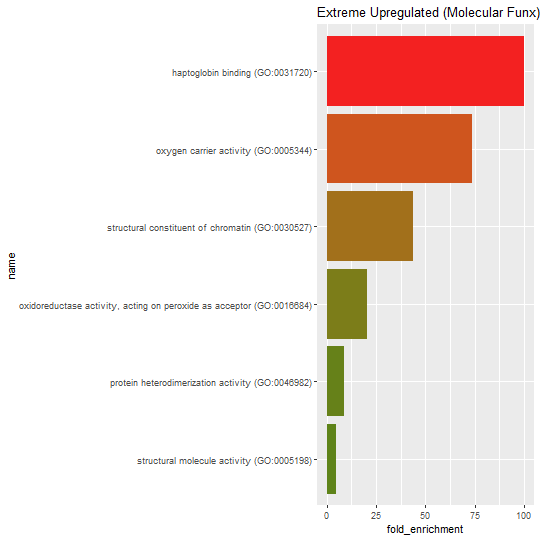 Extreme Upregulated (Molecular Funx)
haptoglobin binding (GO:0031720)
oxygen carrier activity (GO:0005344)
structural constituent of chromatin (GO:0030527)
name
oxidoreductase activity, acting on peroxide as acceptor (GO:0016684)
protein heterodimerization activity (GO:0046982)
structural molecule activity (GO:0005198)
0 25 50 75 100
fold_enrichment